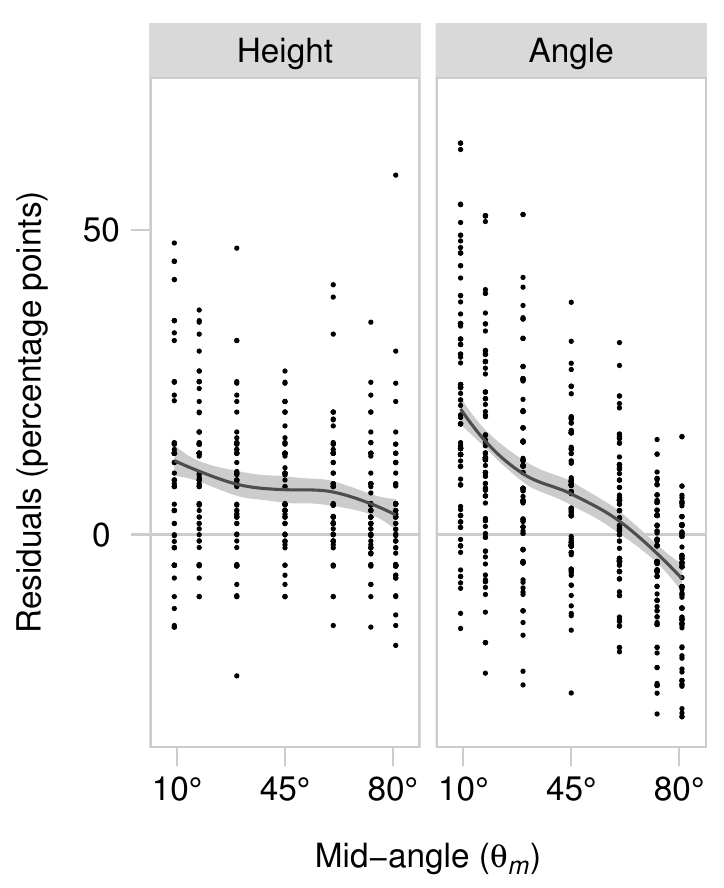 Height Angle
Residuals (percentage points)
50
0
10° 45° 80° 10° 45° 80°
Mid−angle (θm)